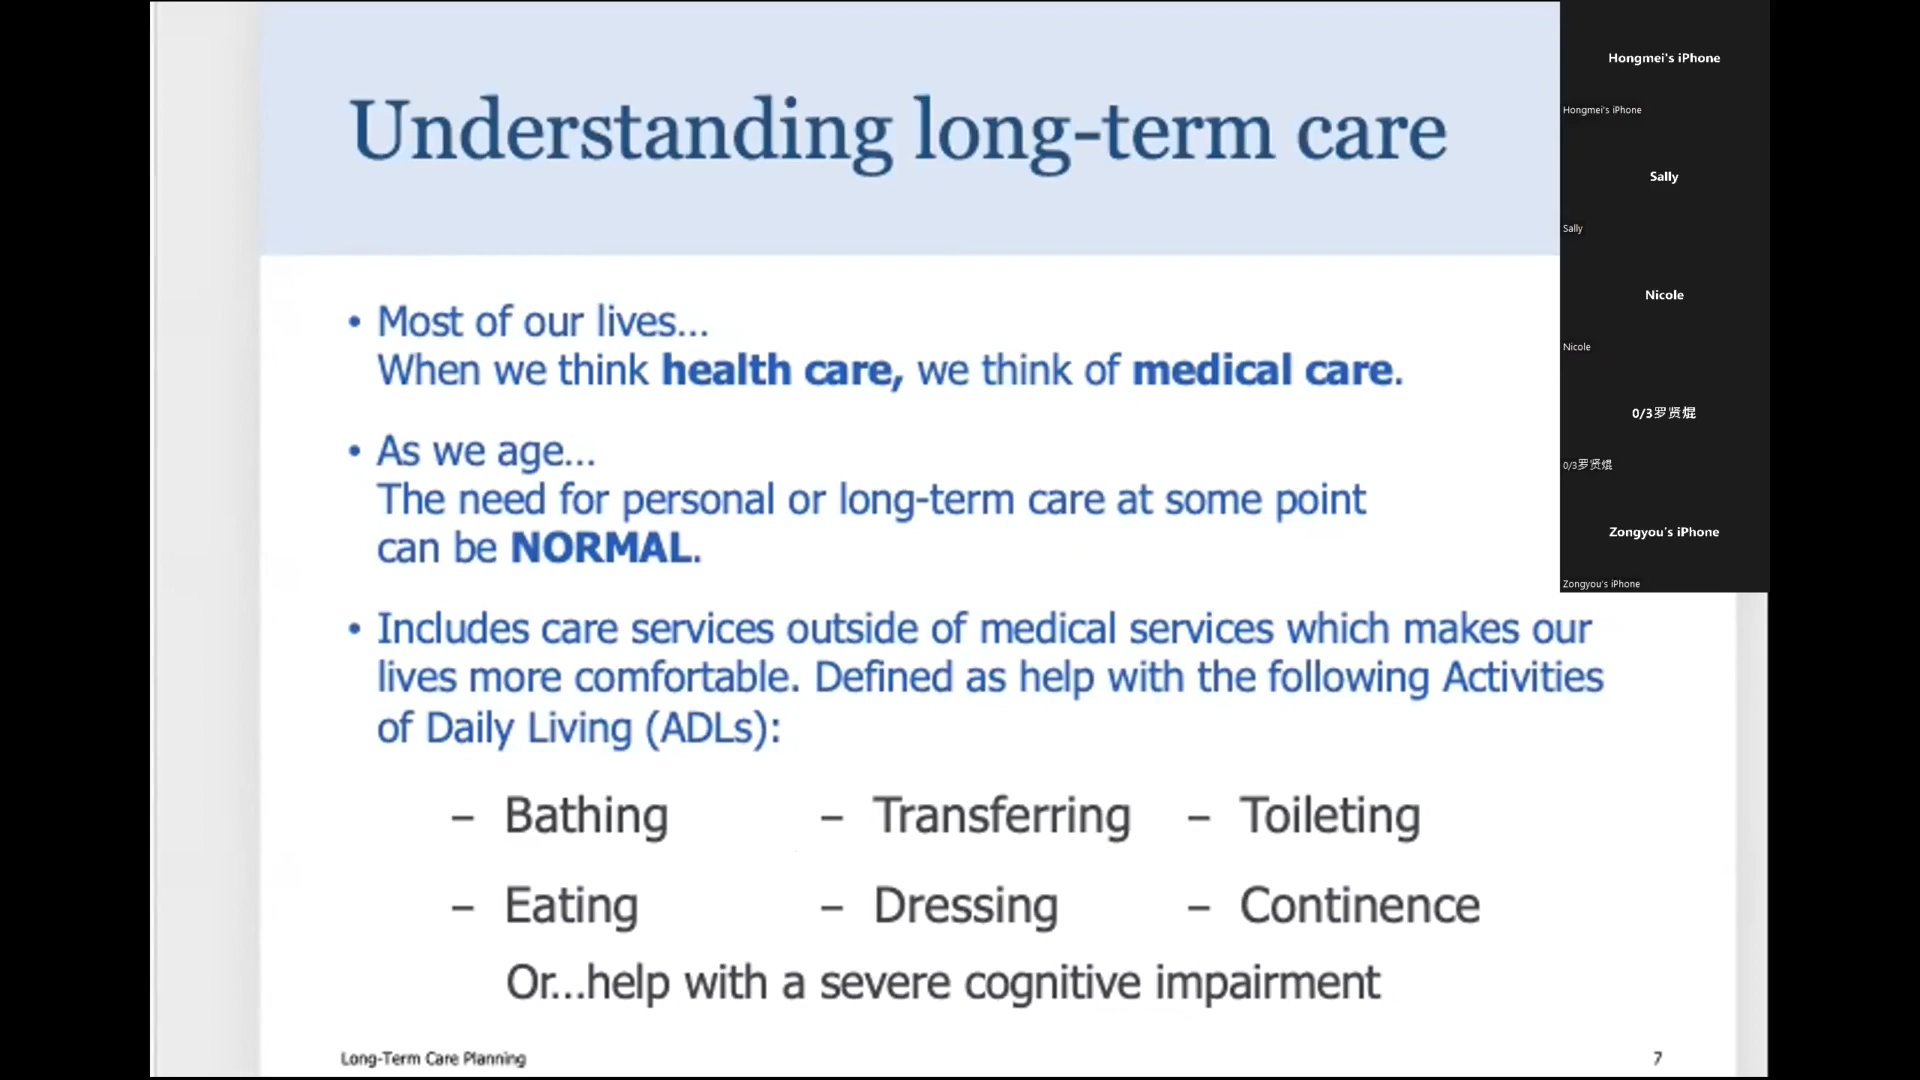 Understanding long-term care
• Most of our lives...
When we think health care, we think of medical care.
• As we age...
The need for personal or long-term care at some point
can be NORMAL.
• Includes care services outside of medical services which makes our
lives more comfortable. Defined as help with the following Activities
of Daily Living (ADLs):
– Bathing – Transferring – Toileting
– Eating – Dressing – Continence
Or...help with a severe cognitive impairment
Long-Term Care Planning 7
Hongmei's iPhone
Hongmei's iPhone
Sally
Sally
Nicole
Nicole
0/3罗贤焜
0/3罗贤焜
Zongyou's iPhone
Zongyou's iPhone